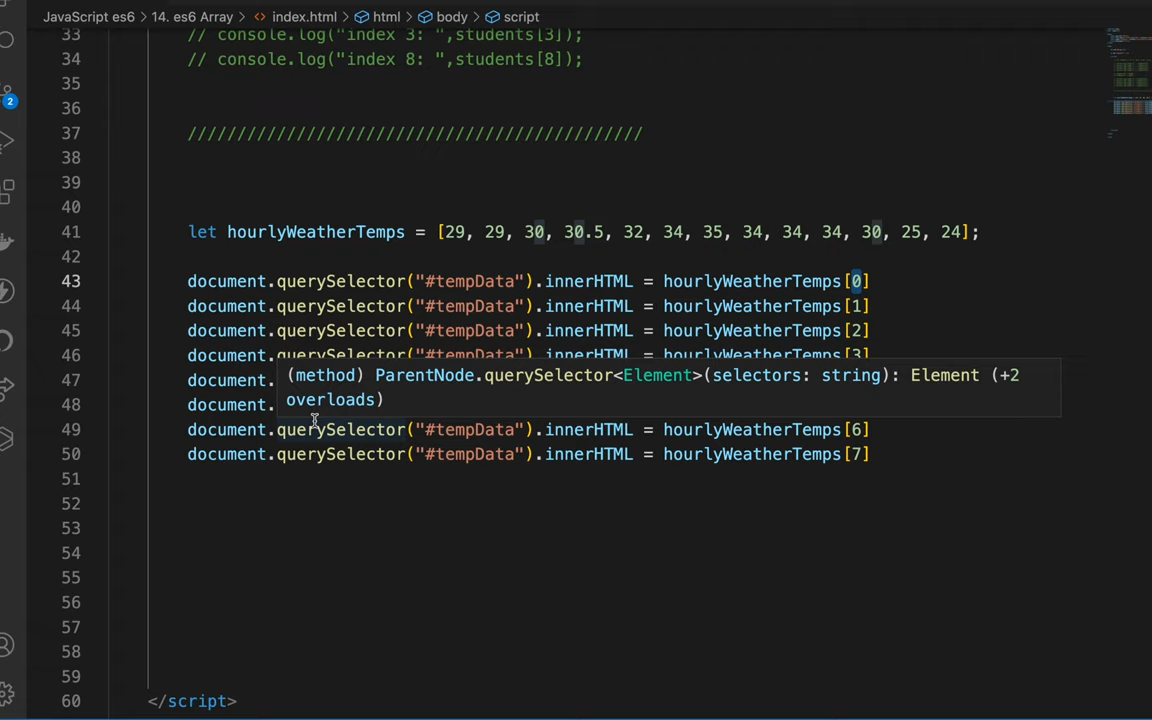 JavaScript es6 > 14. es6 Array > index.html > html > body > script
33 // console.log("index 3: ",students[3]);
34 // console.log("index 8: ",students[8]);
35
36
37 //////////////////////////////////////////////
38
39
40
41 let hourlyWeatherTemps = [29, 29, 30, 30.5, 32, 34, 35, 34, 34, 34, 30, 25, 24];
42
43 document.querySelector("#tempData").innerHTML = hourlyWeatherTemps[0]
44 document.querySelector("#tempData").innerHTML = hourlyWeatherTemps[1]
45 document.querySelector("#tempData").innerHTML = hourlyWeatherTemps[2]
46 document.querySelector("#tempData").innerHTML = hourlyWeatherTemps[3]
(method) ParentNode.querySelector<Element>(selectors: string): Element (+2
overloads)
47 document.
48 document.
49 document.querySelector("#tempData").innerHTML = hourlyWeatherTemps[6]
50 document.querySelector("#tempData").innerHTML = hourlyWeatherTemps[7]
51
52
53
54
55
56
57
58
59
60 </script>
2